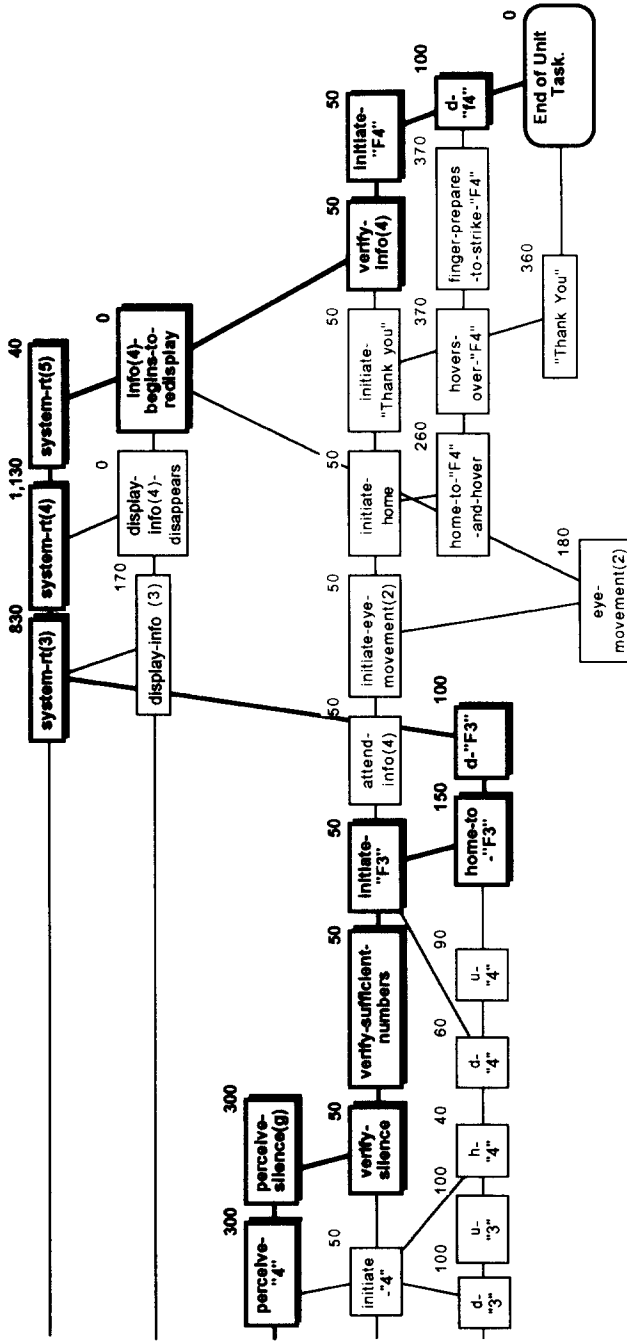 830
system-rt(3)
1,130
system-rt(4)
40
system-rt(5)
170
display-info (3)
0
display-
info(4)-
disappears
0
Info(4)-
begins-to-
redisplay
300
perceive-
"4"
300
perceive-
silence(g)
50
initiate
-"4"
50
verify-
silence
50
verify-sufficient-
numbers
50
initiate-
"F3"
50
attend-
info(4)
50
initiate-eye-
movement(2)
50
initiate-
home
50
initiate-
"Thank you"
50
verify-
info(4)
50
initiate-
"F4"
100
d-
"3"
100
u-
"3"
40
h-
"4"
60
d-
"4"
90
u-
"4"
150
home-to
-"F3"
100
d-"F3"
260
home-to-"F4"
-and-hover
370
hovers-
over-"F4"
370
finger-prepares
-to-strike-"F4"
100
d-
"f4"
360
"Thank You"
0
End of Unit
Task.
180
eye-
movement(2)